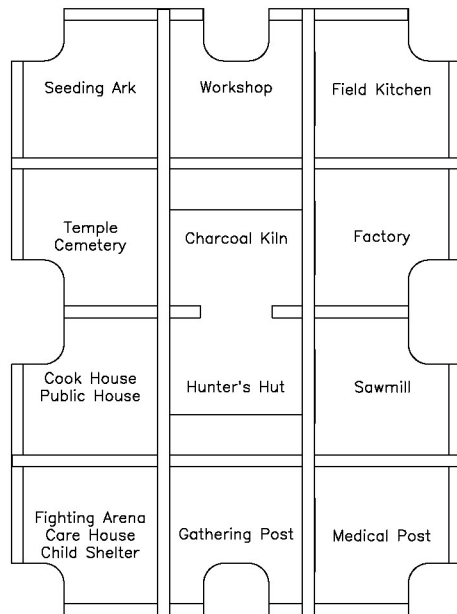 Seeding Ark
Workshop
Field Kitchen
Temple
Cemetery
Charcoal Kiln
Factory
Cook House
Public House
Hunter's Hut
Sawmill
Fighting Arena
Care House
Child Shelter
Gathering Post
Medical Post